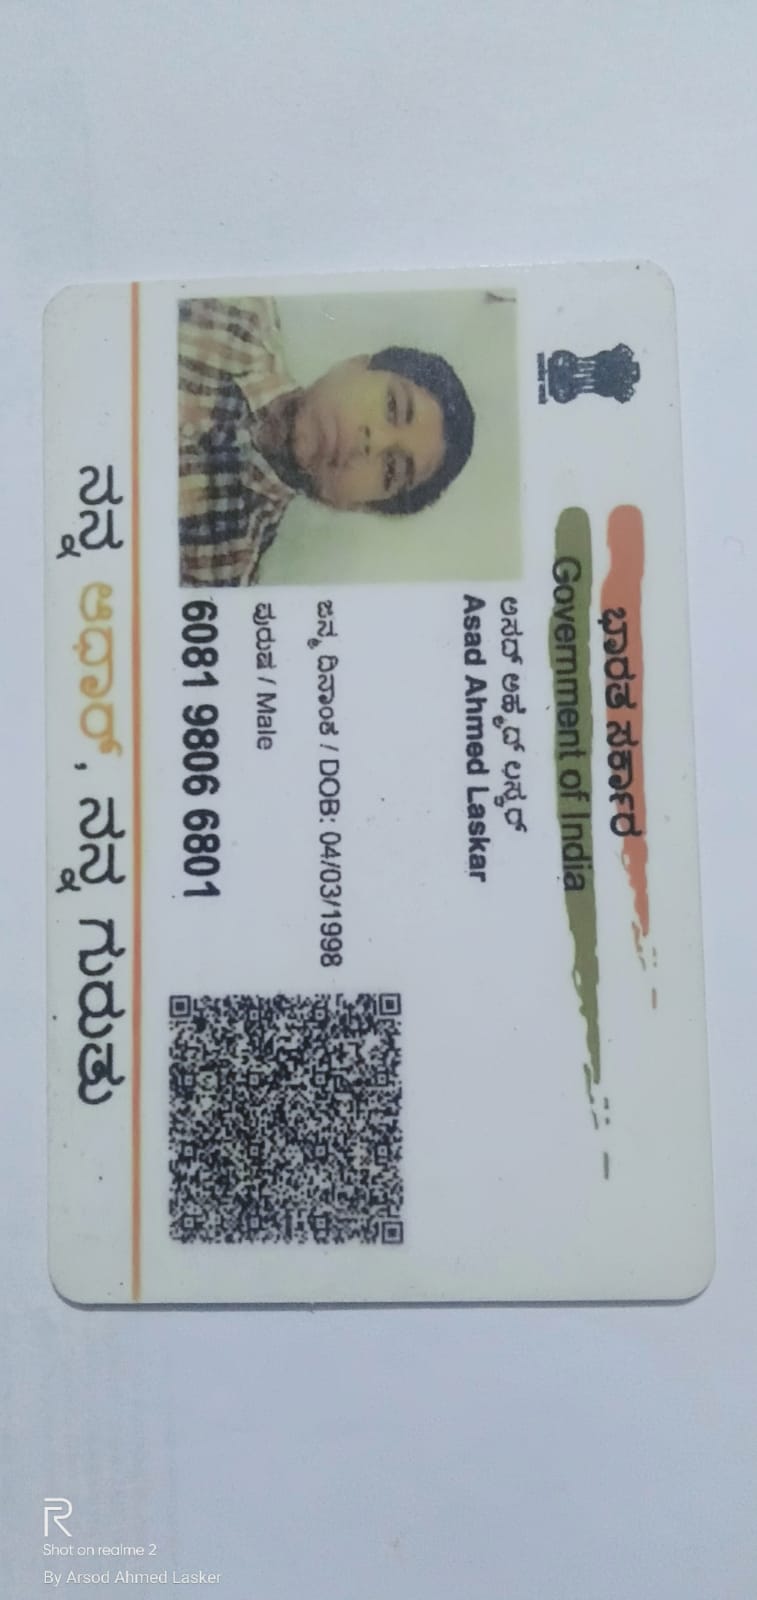 ಭಾರತ ಸರ್ಕಾರ
Government of India
ಅಸದ್ ಅಹ್ಮೆದ್ ಲಸ್ಕರ್
Asad Ahmed Laskar
ಜನ್ಮ ದಿನಾಂಕ / DOB: 04/03/1998
ಪುರುಷ / Male
6081 9806 6801
ನನ್ನ ಆಧಾರ್, ನನ್ನ ಗುರುತು
Shot on realme 2
By Arsod Ahmed Lasker